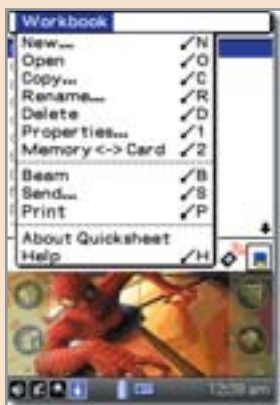 Workbook
New... ✓N
Open ✓O
Copy... ✓C
Rename... ✓R
Delete ✓D
Properties... ✓1
Memory <-> Card ✓2
Beam ✓B
Send... ✓S
Print ✓P
About Quicksheet
Help ✓H